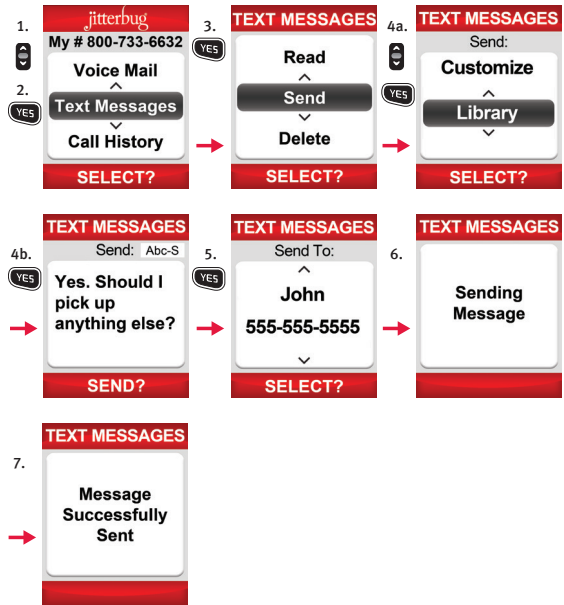 1.
jitterbug
My # 800-733-6632
Voice Mail
2.
YES
Text Messages
Call History
SELECT?
3.
YES
TEXT MESSAGES
Read
Send
Delete
SELECT?
4a.
YES
TEXT MESSAGES
Send:
Customize
Library
SELECT?
4b.
YES
TEXT MESSAGES
Send: Abc-S
Yes. Should I
pick up
anything else?
SEND?
5.
YES
TEXT MESSAGES
Send To:
John
555-555-5555
SELECT?
6.
TEXT MESSAGES
Sending
Message
7.
TEXT MESSAGES
Message
Successfully
Sent